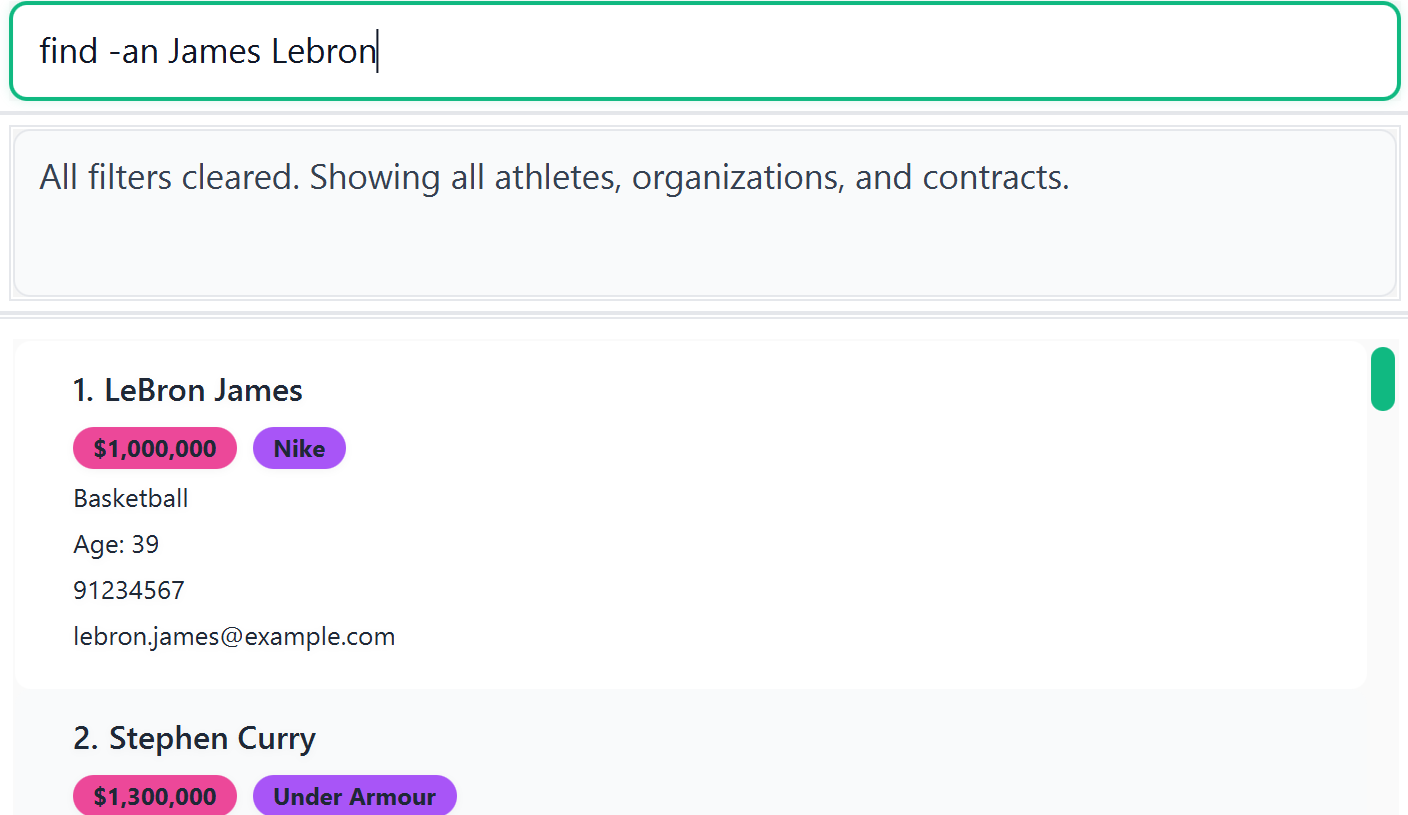 find -an James Lebron
All filters cleared. Showing all athletes, organizations, and contracts.
1. LeBron James
$1,000,000 Nike
Basketball
Age: 39
91234567
lebron.james@example.com
2. Stephen Curry
$1,300,000 Under Armour